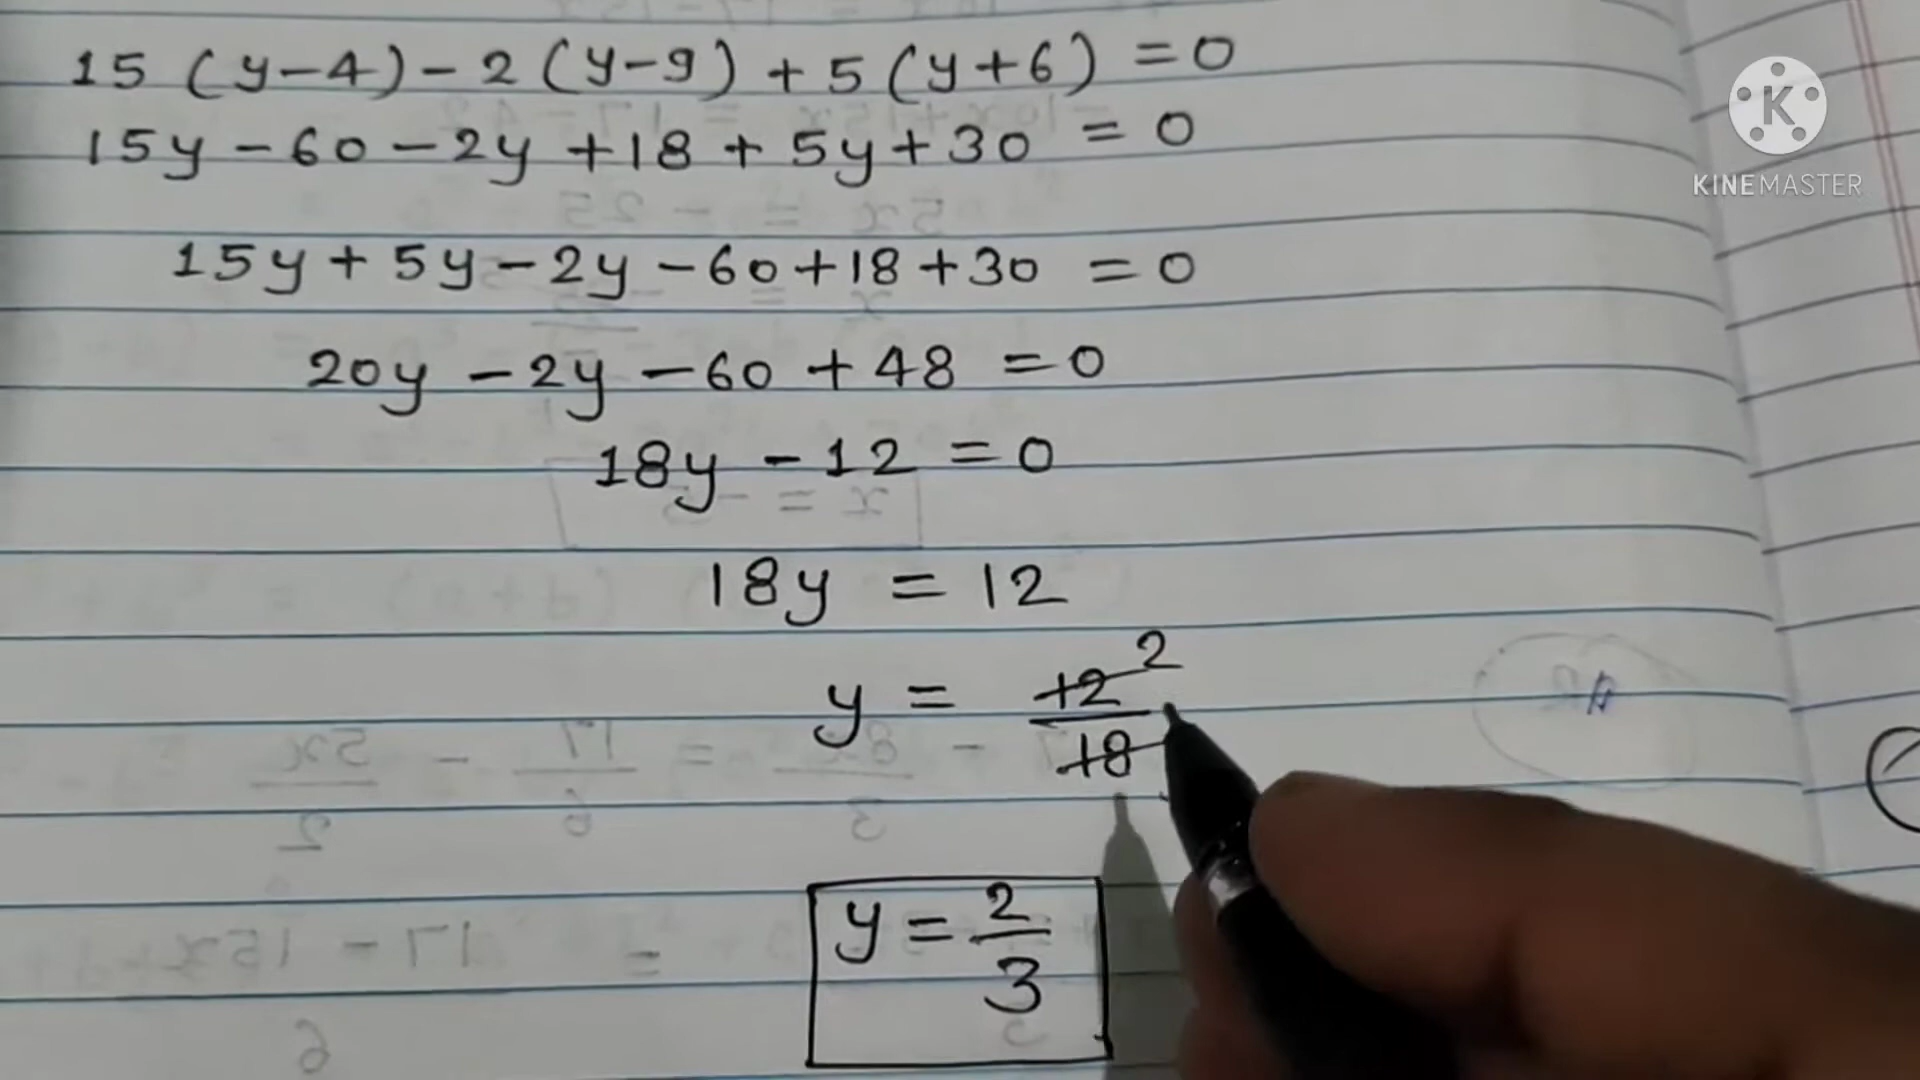 15 (y-4) - 2 (y-9) + 5 (y+6) = 0
15y - 60 - 2y + 18 + 5y + 30 = 0
15y + 5y - 2y - 60 + 18 + 30 = 0
20y - 2y - 60 + 48 = 0
18y - 12 = 0
18y = 12
y = 12/18 2
y = 2/3
K
KINEMASTER